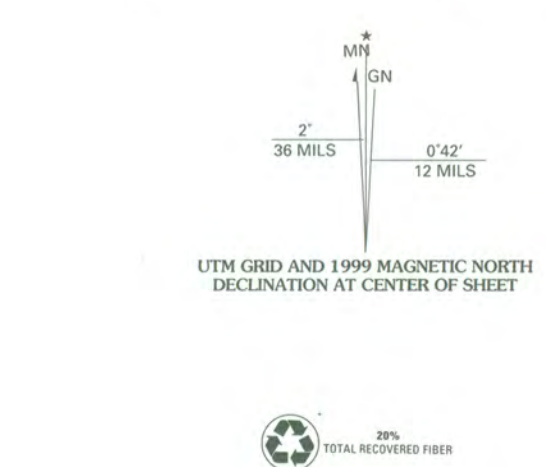 ★
MN
GN
2°
36 MILS
0°42′
12 MILS
UTM GRID AND 1999 MAGNETIC NORTH
DECLINATION AT CENTER OF SHEET
20%
TOTAL RECOVERED FIBER